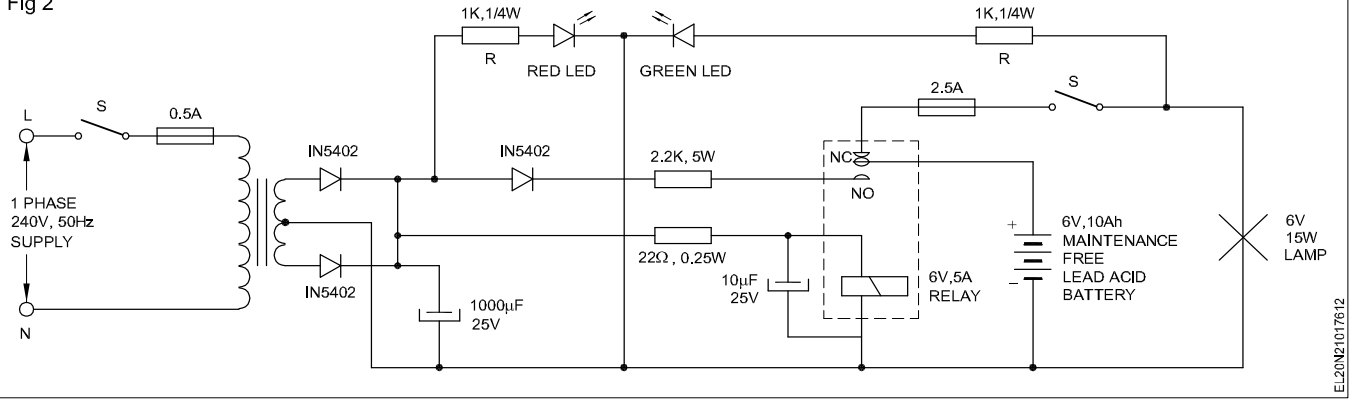 Fig 2
1K,1/4W
R
RED LED
GREEN LED
1K,1/4W
R
2.5A
S
L
S
0.5A
IN5402
IN5402
2.2K, 5W
NC
NO
1 PHASE
240V, 50Hz
SUPPLY
IN5402
22Ω, 0.25W
10µF
25V
6V,5A
RELAY
+
-
6V,10Ah
MAINTENANCE
FREE
LEAD ACID
BATTERY
6V
15W
LAMP
1000µF
25V
N
EL20N21017612